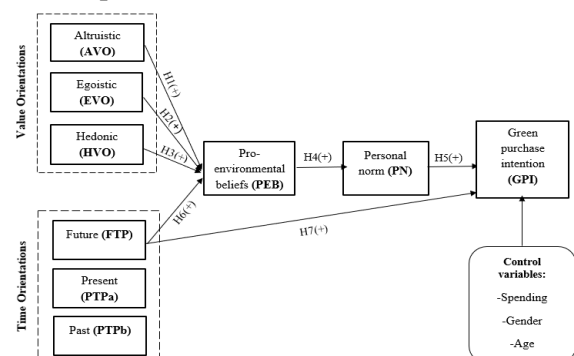 Value Orientations
Altruistic
(AVO)
Egoistic
(EVO)
Hedonic
(HVO)
H1(+)
H2(+)
H3(+)
Pro-
environmental
beliefs (PEB)
H4(+)
Personal
norm (PN)
H5(+)
Green
purchase
intention
(GPI)
Time Orientations
Future (FTP)
Present
(PTPa)
Past (PTPb)
H6(+)
H7(+)
Control
variables:
-Spending
-Gender
-Age